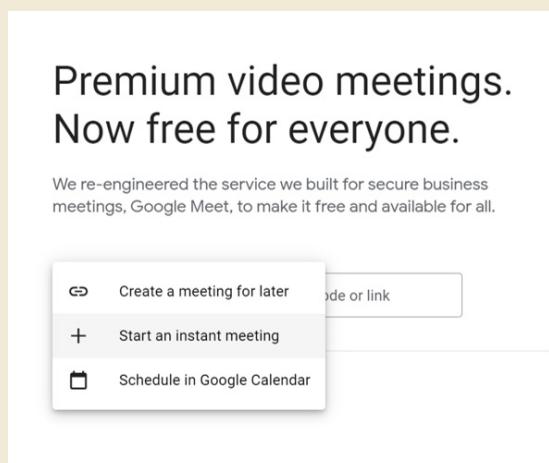 Premium video meetings.
Now free for everyone.
We re-engineered the service we built for secure business
meetings, Google Meet, to make it free and available for all.
Create a meeting for later
or link
Start an instant meeting
Schedule in Google Calendar